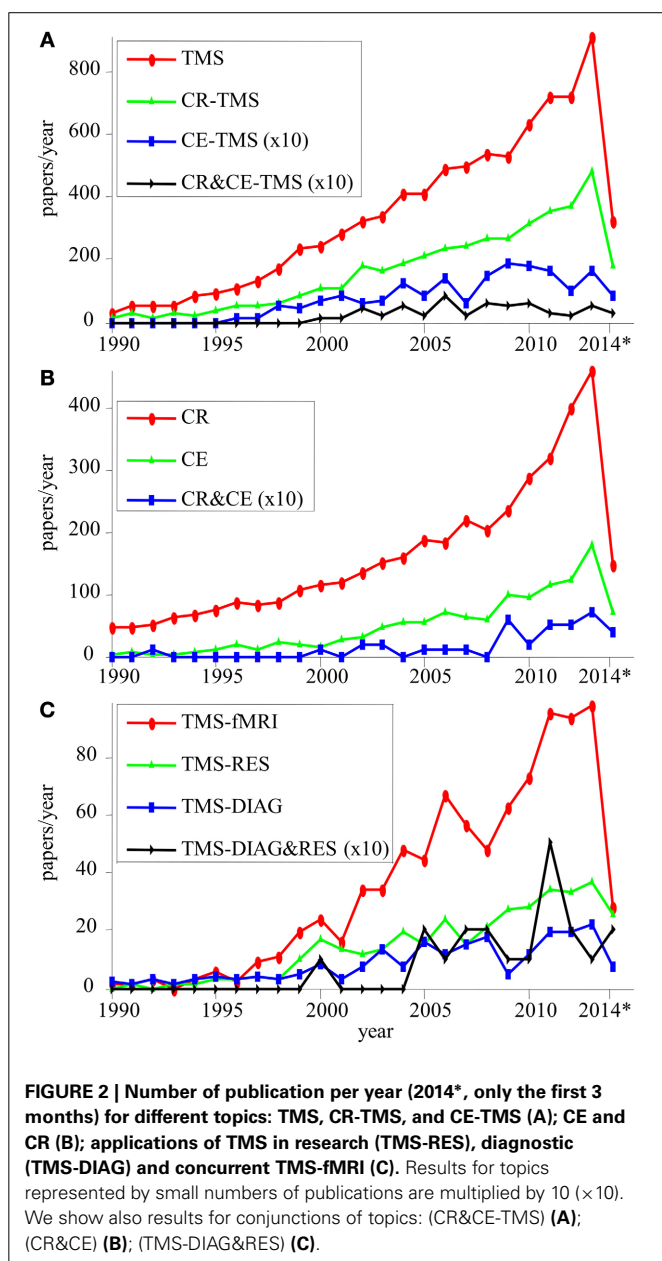 A
papers/year
800
600
400
200
0
TMS
CR-TMS
CE-TMS (x10)
CR&CE-TMS (x10)
1990 1995 2000 2005 2010 2014*
B
papers/year
400
300
200
100
0
CR
CE
CR&CE (x10)
1990 1995 2000 2005 2010 2014*
C
papers/year
80
60
40
20
0
TMS-fMRI
TMS-RES
TMS-DIAG
TMS-DIAG&RES (x10)
1990 1995 2000 2005 2010 2014*
year
FIGURE 2 | Number of publication per year (2014*, only the first 3
months) for different topics: TMS, CR-TMS, and CE-TMS (A); CE and
CR (B); applications of TMS in research (TMS-RES), diagnostic
(TMS-DIAG) and concurrent TMS-fMRI (C). Results for topics
represented by small numbers of publications are multiplied by 10 (×10).
We show also results for conjunctions of topics: (CR&CE-TMS) (A);
(CR&CE) (B); (TMS-DIAG&RES) (C).